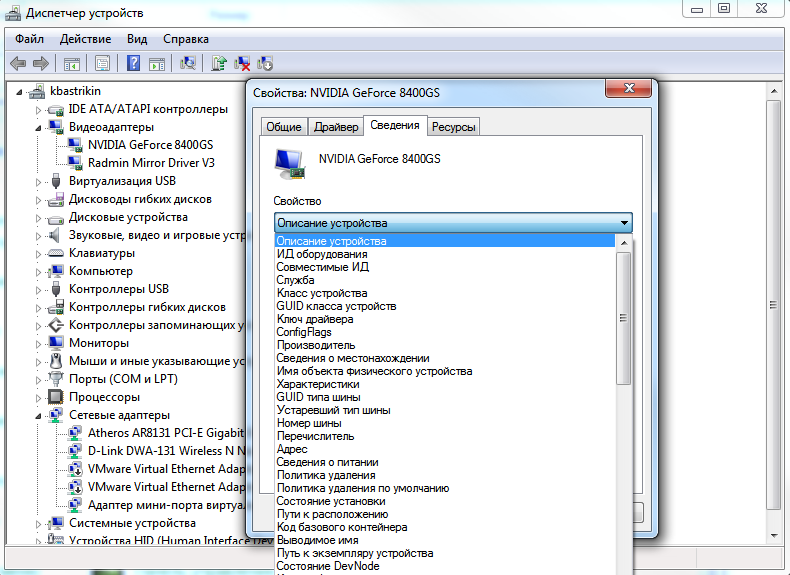 Диспетчер устройств
Файл Действие Вид Справка
kbastrikin
IDE ATA/ATAPI контроллеры
Видеоадаптеры
NVIDIA GeForce 8400GS
Radmin Mirror Driver V3
Виртуализация USB
Дисководы гибких дисков
Дисковые устройства
Звуковые, видео и игровые устр
Клавиатуры
Компьютер
Контроллеры USB
Контроллеры гибких дисков
Контроллеры запоминающих у
Мониторы
Мыши и иные указывающие ус
Порты (COM и LPT)
Процессоры
Сетевые адаптеры
Atheros AR8131 PCI-E Gigabit
D-Link DWA-131 Wireless N N
VMware Virtual Ethernet Adap
VMware Virtual Ethernet Adap
Адаптер мини-порта виртуа
Системные устройства
Устройства HID (Human Interface Dev
Свойства: NVIDIA GeForce 8400GS
Общие Драйвер Сведения Ресурсы
NVIDIA GeForce 8400GS
Свойство
Описание устройства
Описание устройства
ИД оборудования
Совместимые ИД
Служба
Класс устройства
GUID класса устройств
Ключ драйвера
ConfigFlags
Производитель
Сведения о местонахождении
Имя объекта физического устройства
Характеристики
GUID типа шины
Устаревший тип шины
Номер шины
Перечислитель
Адрес
Сведения о питании
Политика удаления
Политика удаления по умолчанию
Состояние установки
Пути к расположению
Код базового контейнера
Выводимое имя
Путь к экземпляру устройства
Состояние DevNode